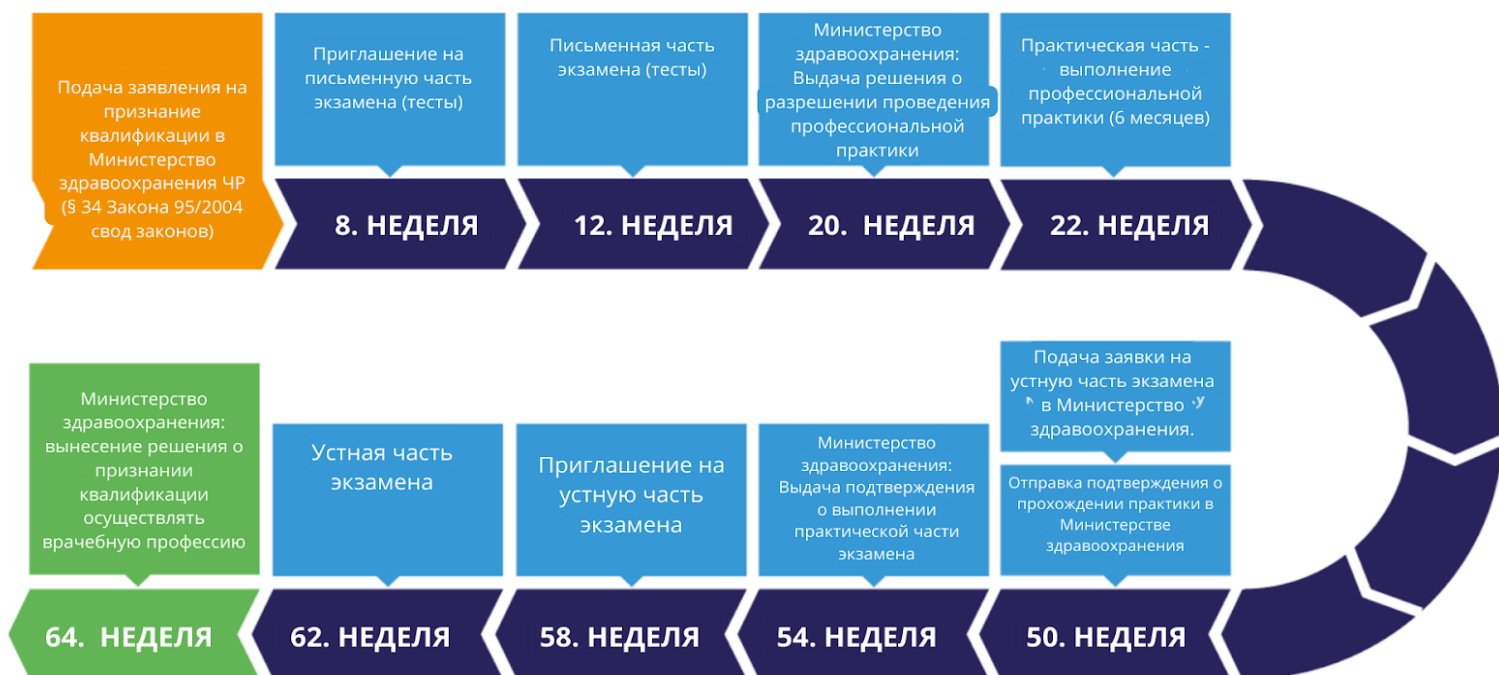 Подача заявления на
признание
квалификации в
Министерство
здравоохранения ЧР
(§ 34 Закона 95/2004
свод законов)
Приглашение на
письменную часть
экзамена (тесты)
8. НЕДЕЛЯ
Письменная часть
экзамена (тесты)
12. НЕДЕЛЯ
Министерство
здравоохранения:
Выдача решения о
разрешении проведения
профессиональной
практики
20. НЕДЕЛЯ
Практическая часть -
выполнение
профессиональной
практики (6 месяцев)
22. НЕДЕЛЯ
Подача заявки на
устную часть экзамена
в Министерство
здравоохранения.
Отправка подтверждения о
прохождении практики в
Министерстве
здравоохранения
50. НЕДЕЛЯ
Министерство
здравоохранения:
Выдача подтверждения
о выполнении
практической части
экзамена
54. НЕДЕЛЯ
Приглашение на
устную часть
экзамена
58. НЕДЕЛЯ
Устная часть
экзамена
62. НЕДЕЛЯ
Министерство
здравоохранения:
вынесение решения о
признании
квалификации
осуществлять
врачебную профессию
64. НЕДЕЛЯ